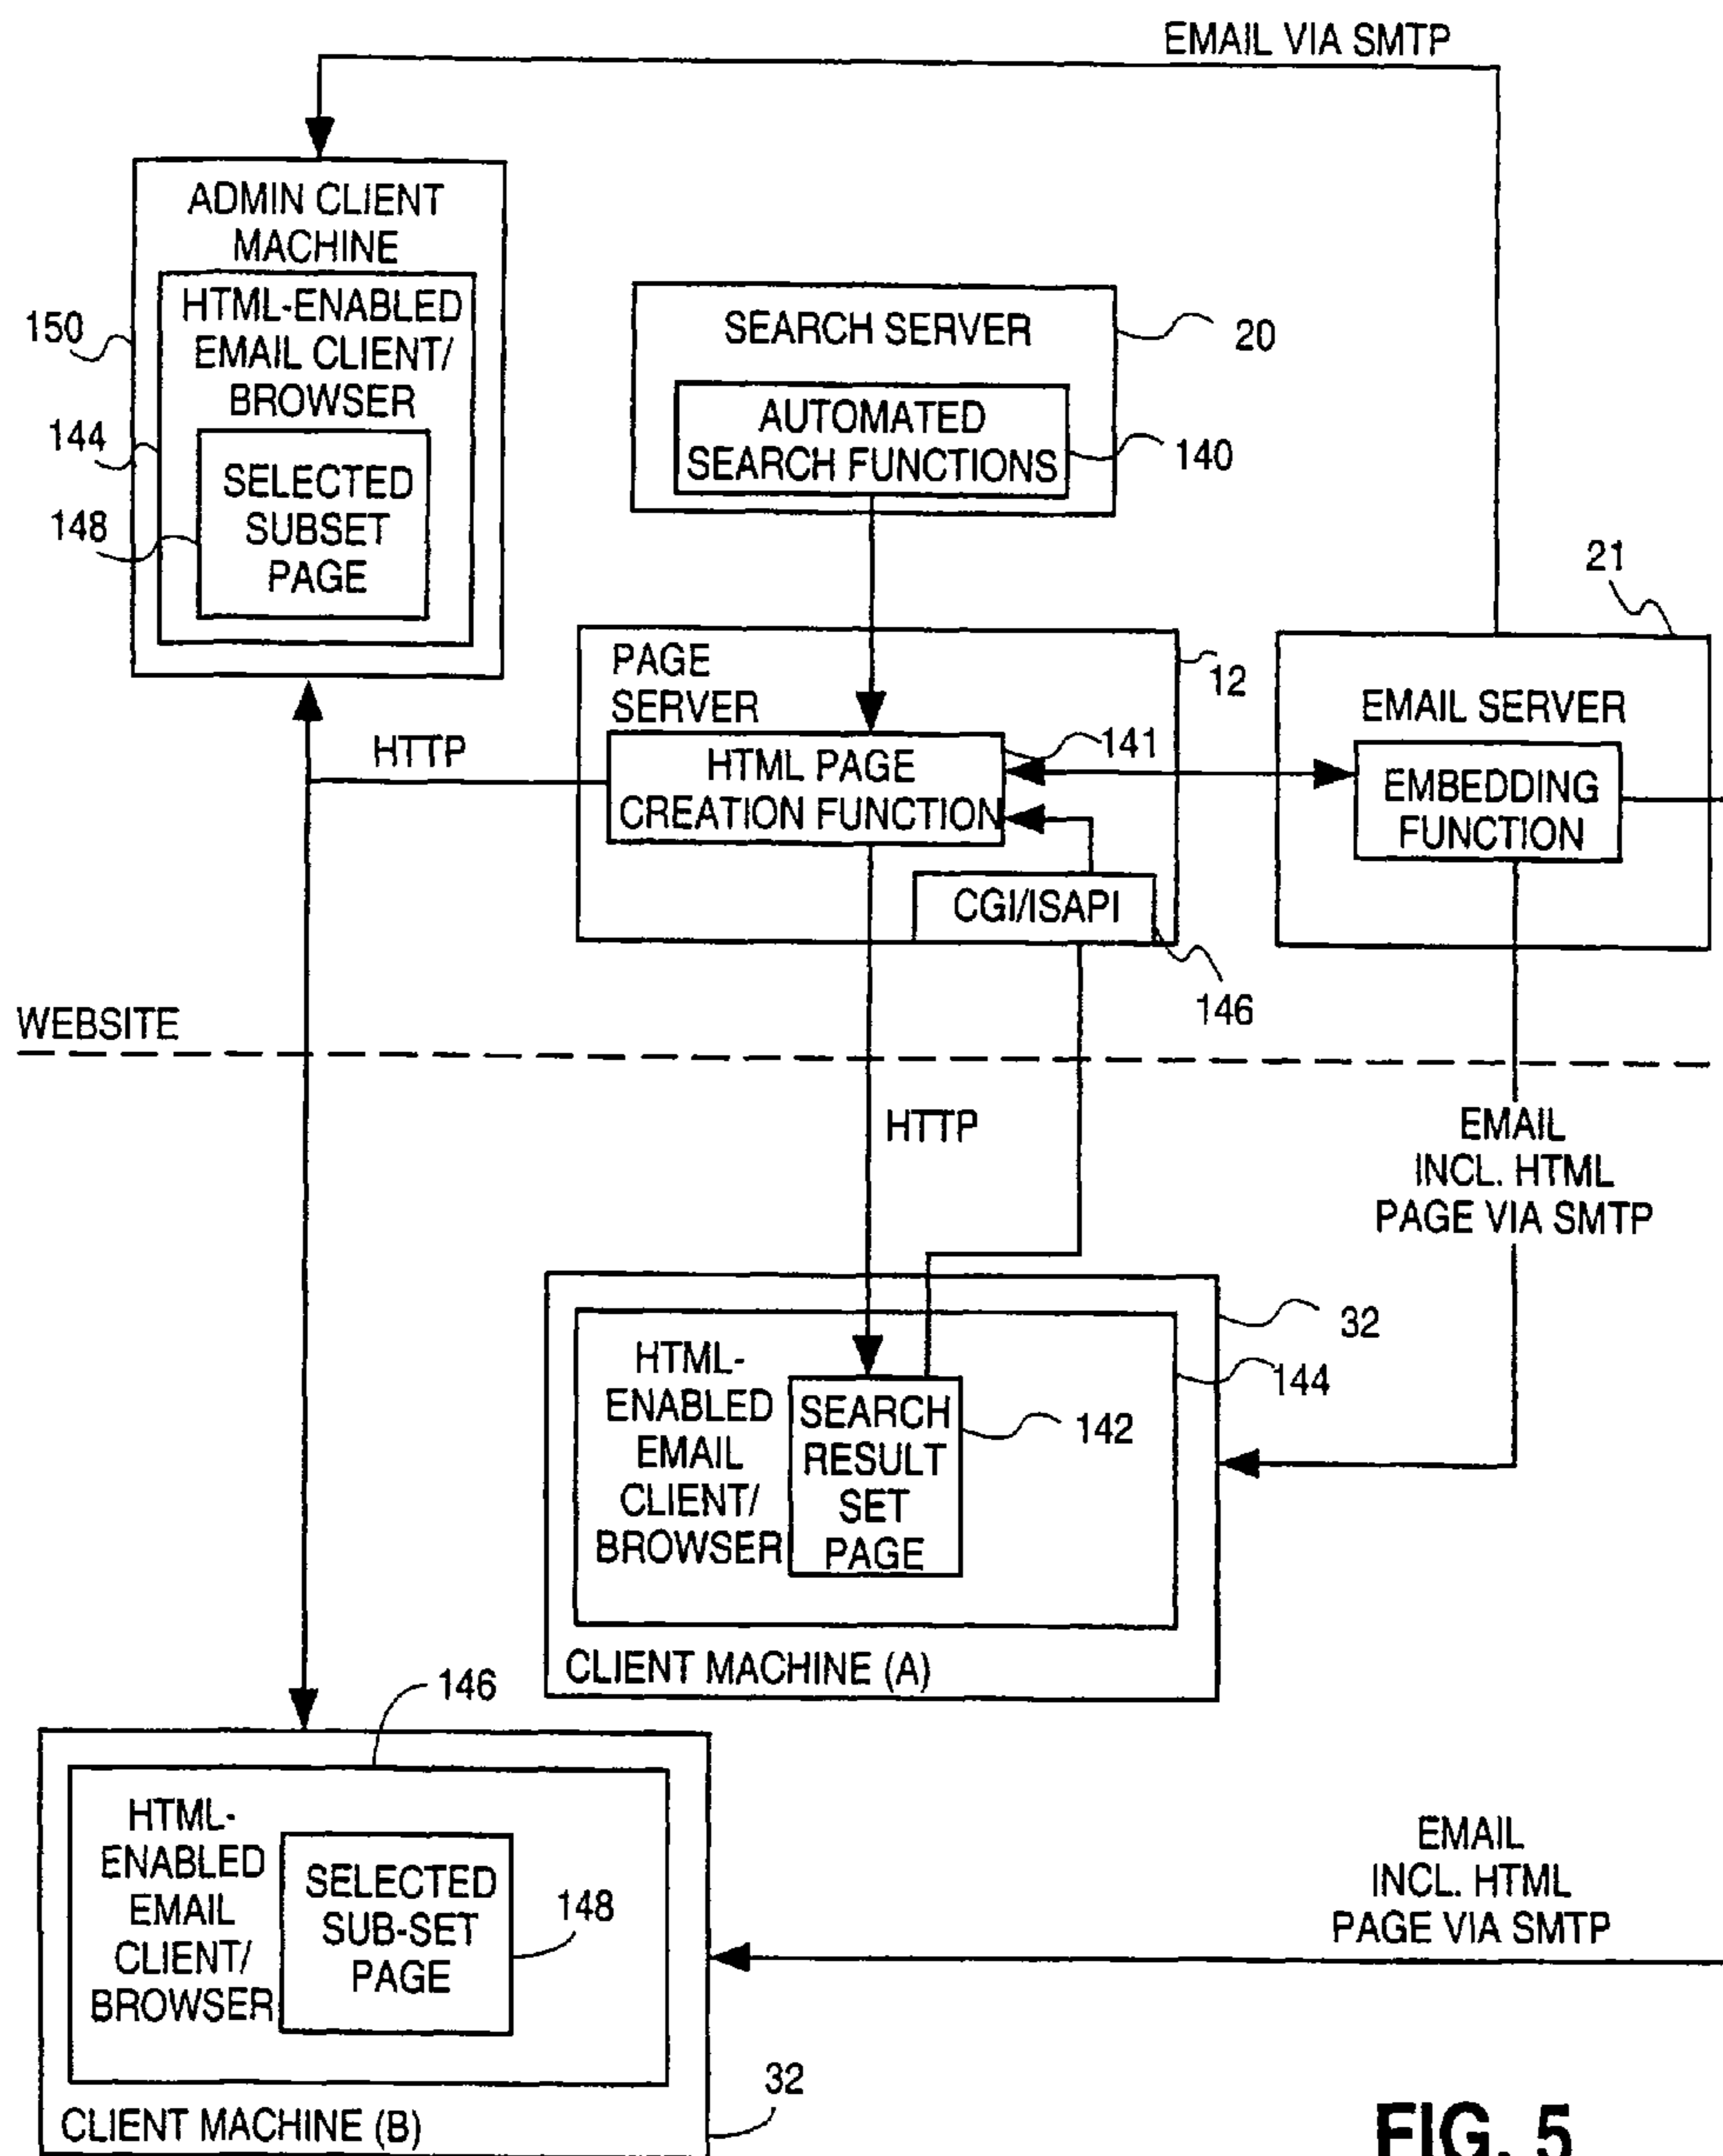 EMAIL VIA SMTP
ADMIN CLIENT
MACHINE
HTML-ENABLED
EMAIL CLIENT/
BROWSER
SELECTED
SUBSET
PAGE
150
144
148
SEARCH SERVER
AUTOMATED
SEARCH FUNCTIONS
20
140
PAGE
SERVER
HTML PAGE
CREATION FUNCTION
CGI/ISAPI
12
141
146
21
EMAIL SERVER
EMBEDDING
FUNCTION
HTTP
WEBSITE
HTTP
EMAIL
INCL. HTML
PAGE VIA SMTP
HTML-
ENABLED
EMAIL
CLIENT/
BROWSER
SEARCH
RESULT
SET
PAGE
32
144
142
CLIENT MACHINE (A)
146
HTML-
ENABLED
EMAIL
CLIENT/
BROWSER
SELECTED
SUB-SET
PAGE
148
32
CLIENT MACHINE (B)
EMAIL
INCL. HTML
PAGE VIA SMTP
FIG. 5